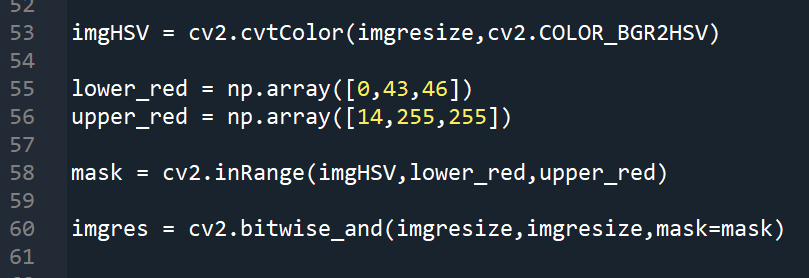 52
53 imgHSV = cv2.cvtColor(imgresize,cv2.COLOR_BGR2HSV)
54
55 lower_red = np.array([0,43,46])
56 upper_red = np.array([14,255,255])
57
58 mask = cv2.inRange(imgHSV,lower_red,upper_red)
59
60 imgres = cv2.bitwise_and(imgresize,imgresize,mask=mask)
61